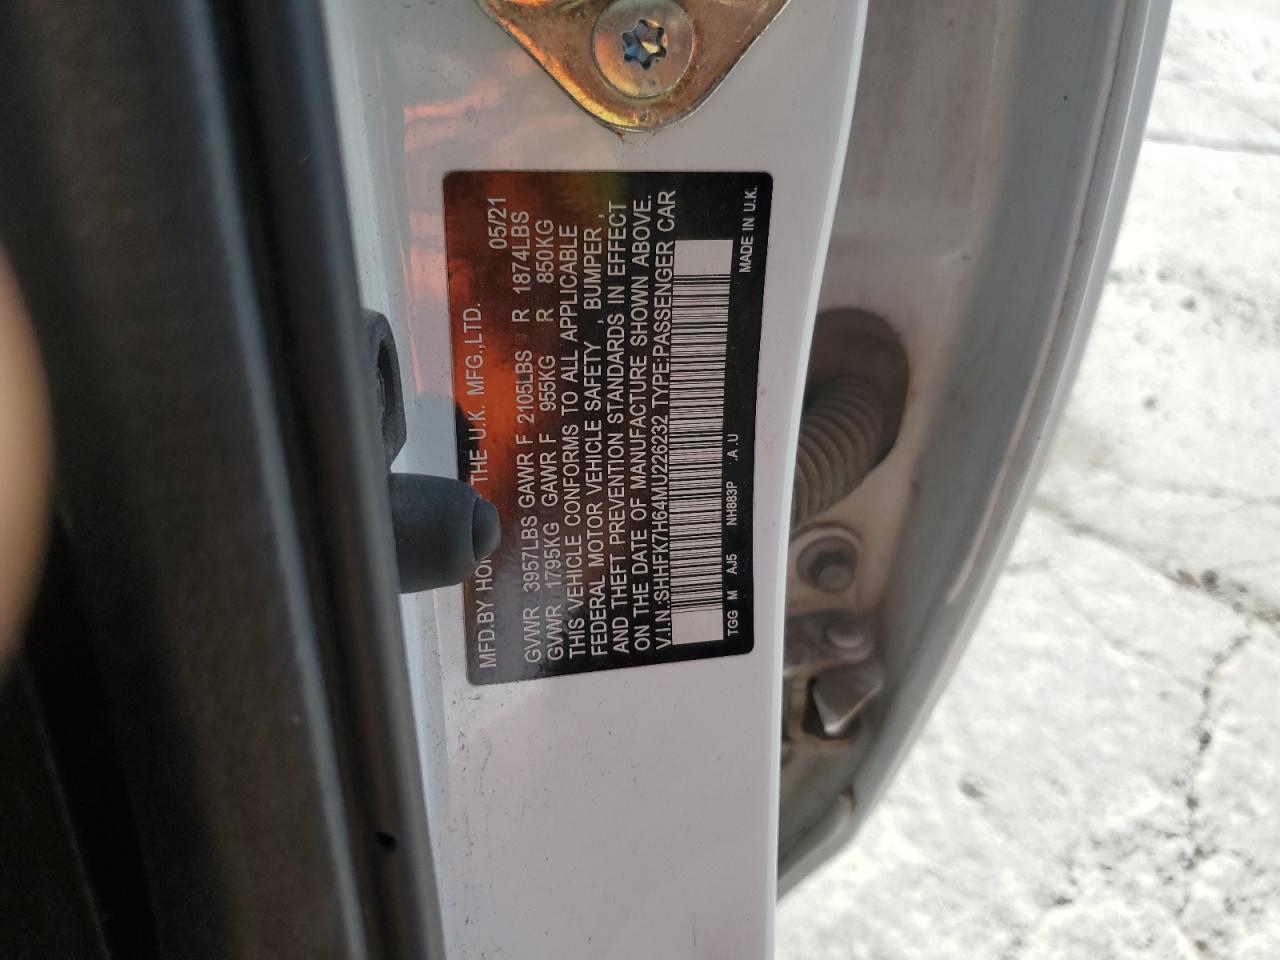 MFD.BY HON THE U.K. MFG.,LTD. 05/21
GVWR 3957LBS GAWR F 2105LBS R 1874LBS
GVWR 1795KG GAWR F 955KG R 850KG
THIS VEHICLE CONFORMS TO ALL APPLICABLE
FEDERAL MOTOR VEHICLE SAFETY , BUMPER ,
AND THEFT PREVENTION STANDARDS IN EFFECT
ON THE DATE OF MANUFACTURE SHOWN ABOVE.
V.I.N.:SHHFK7H64MU226232 TYPE:PASSENGER CAR
TGG M AJ5 NH883P .A.U MADE IN U.K.